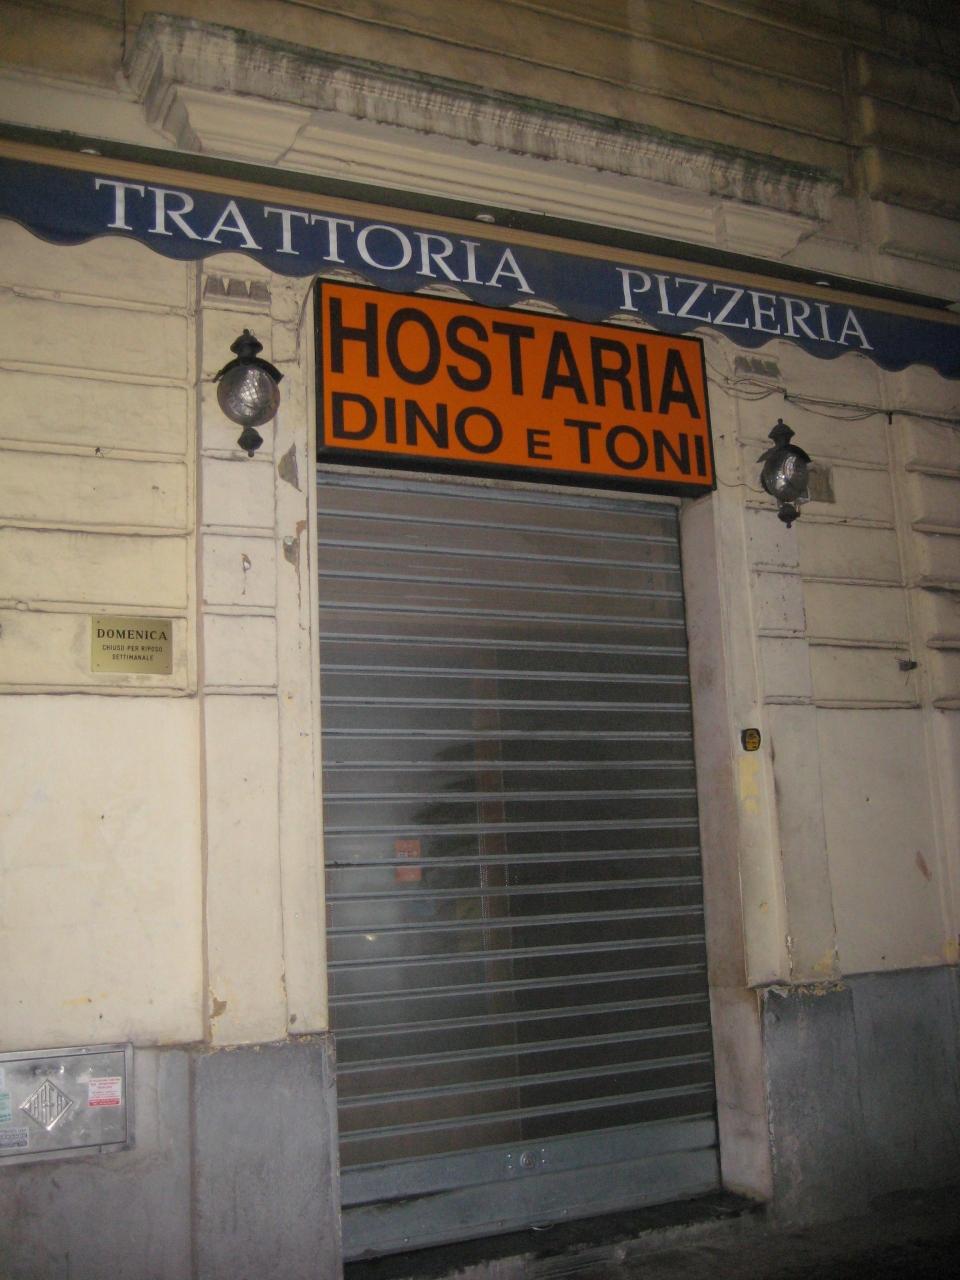 TRATTORIA PIZZERIA
HOSTARIA
DINO E TONI
DOMENICA
CHIUSO PER RIPOSO
SETTIMANALE